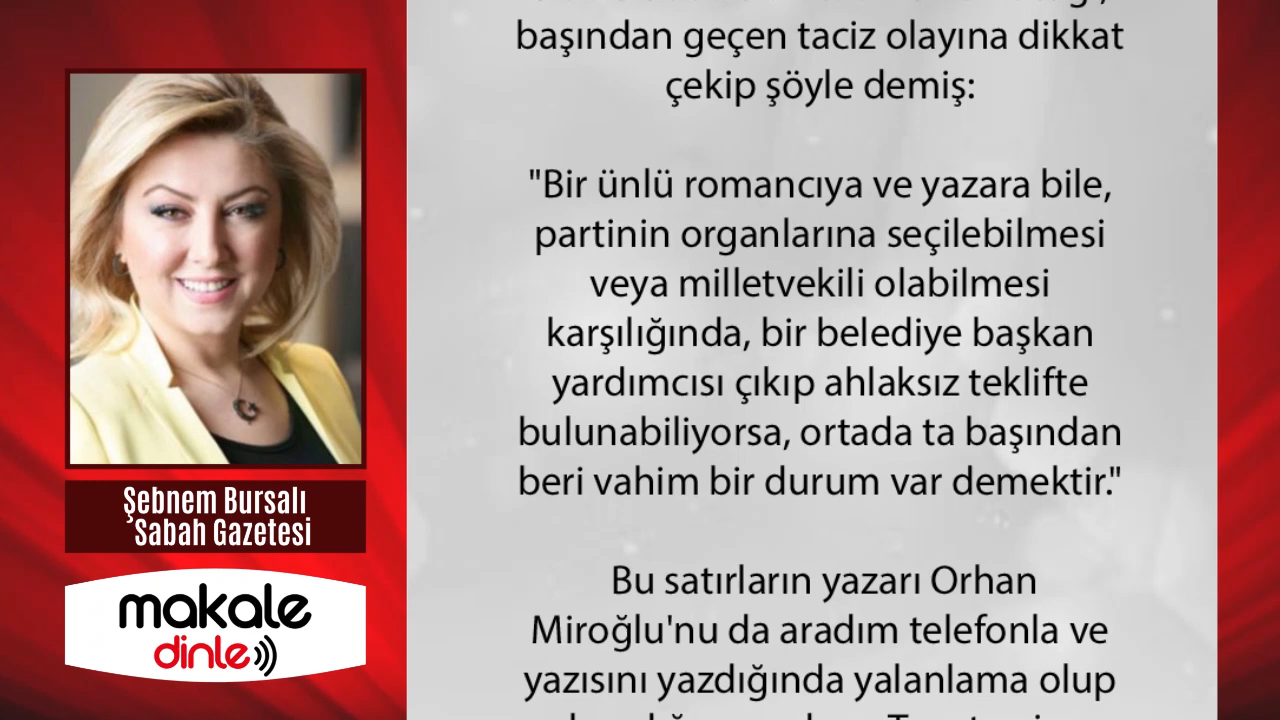 başından geçen taciz olayına dikkat
çekip şöyle demiş:
"Bir ünlü romancıya ve yazara bile,
partinin organlarına seçilebilmesi
veya milletvekili olabilmesi
karşılığında, bir belediye başkan
yardımcısı çıkıp ahlaksız teklifte
bulunabiliyorsa, ortada ta başından
beri vahim bir durum var demektir."
Bu satırların yazarı Orhan
Miroğlu'nu da aradım telefonla ve
yazısını yazdığında yalanlama olup
Şebnem Bursalı
Sabah Gazetesi
makale
dinle